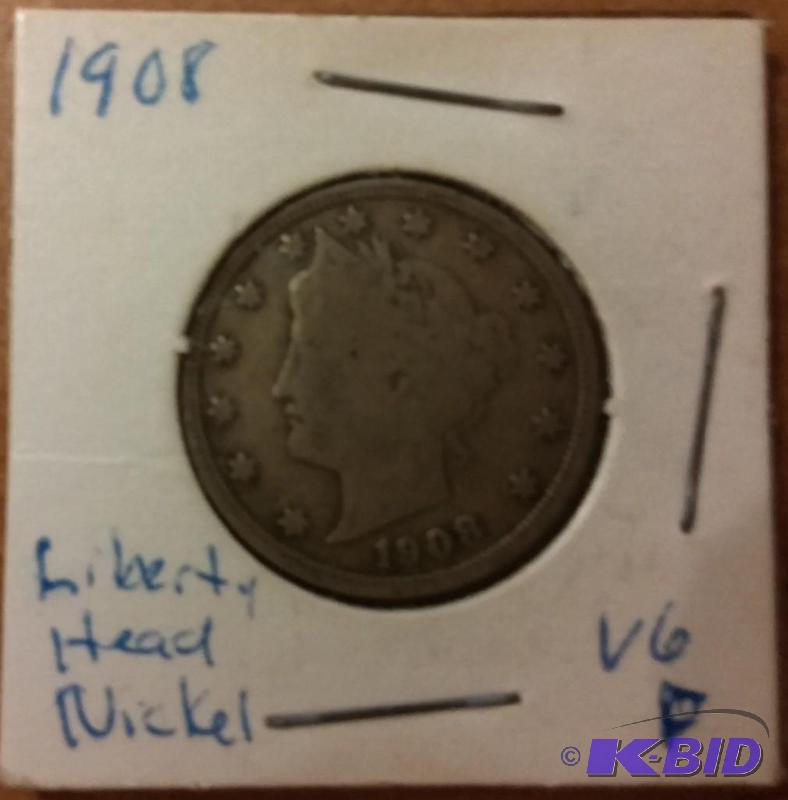 1908
1908
Liberty
Head
Nickel
VG
© K-BID